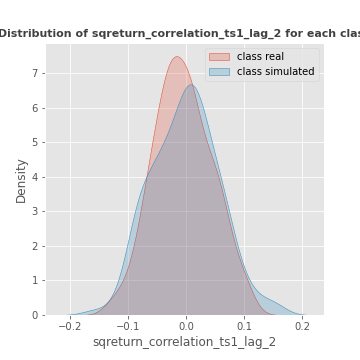 Distribution of sqreturn_correlation_ts1_lag_2 for each clas
class real
class simulated
Density
7
6
5
4
3
2
1
0
−0.2 −0.1 0.0 0.1 0.2
sqreturn_correlation_ts1_lag_2